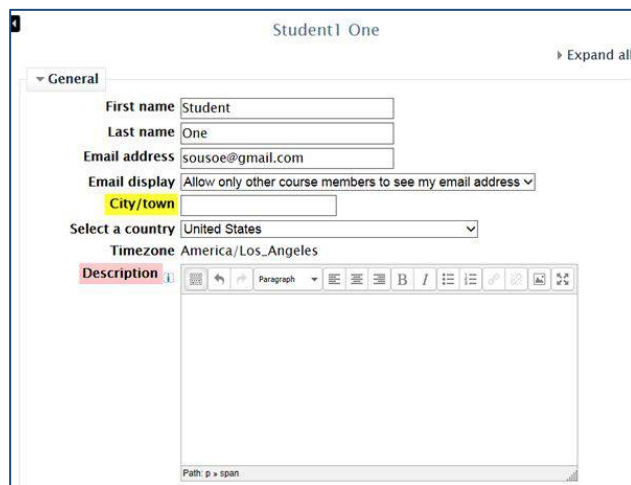 Student1 One
Expand all
General
First name Student
Last name One
Email address sousoe@gmail.com
Email display Allow only other course members to see my email address
City/town
Select a country United States
Timezone America/Los_Angeles
Description
Paragraph B I
Path: p » span